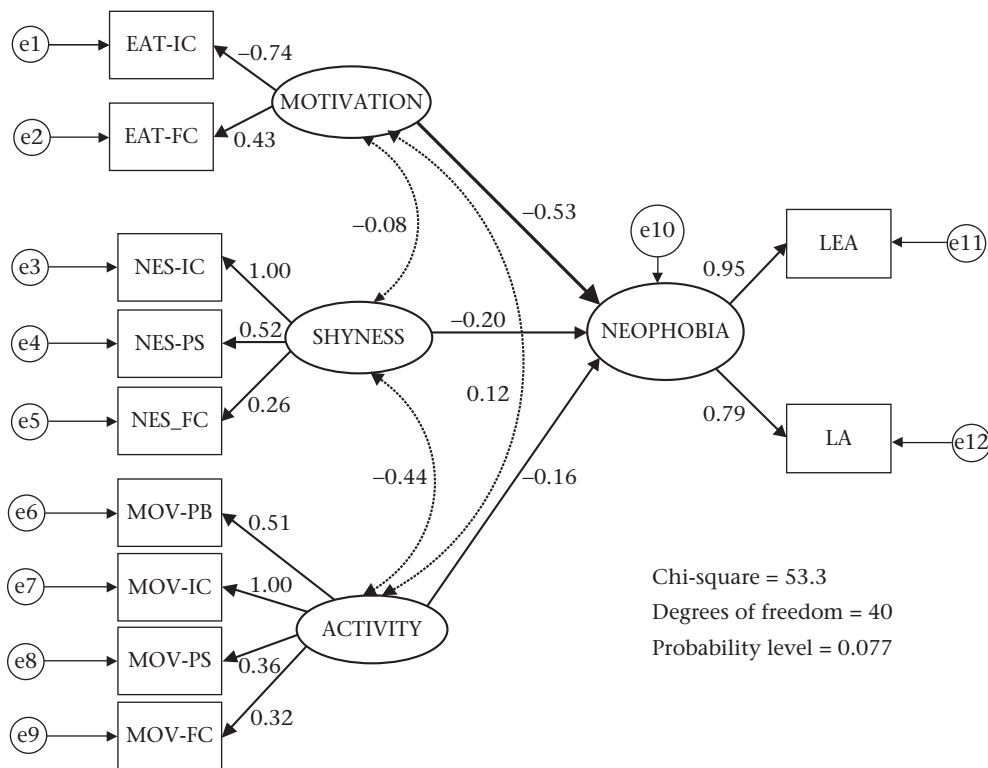 e1
EAT-IC
–0.74
MOTIVATION
e2
EAT-FC
0.43
–0.53
–0.08
e10
LEA
e11
e3
NES-IC
1.00
0.95
e4
NES-PS
0.52
SHYNESS
–0.20
NEOPHOBIA
e5
NES_FC
0.26
0.12
0.79
LA
e12
–0.44
–0.16
e6
MOV-PB
0.51
e7
MOV-IC
1.00
ACTIVITY
e8
MOV-PS
0.36
e9
MOV-FC
0.32
Chi-square = 53.3
Degrees of freedom = 40
Probability level = 0.077